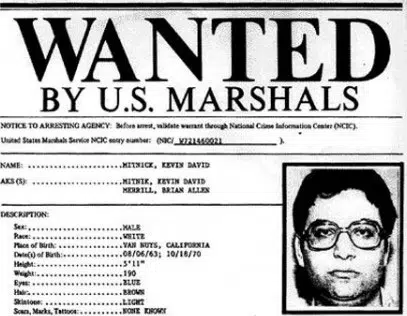 WANTED
BY U.S. MARSHALS
NOTICE TO ARRESTING AGENCY: Before arrest, validate warrant through National Crime Information Center (NCIC).
United States Marshals Service NCIC entry number: (NIC/ W721460021 ).
NAME: ......................MITNICK, KEVIN DAVID
AKS (S): ...................MITNIK, KEVIN DAVID
MERRILL, BRIAN ALLEN
DESCRIPTION:
Sex: ......................MALE
Race: .....................WHITE
Place of Birth: ...........VAN NUYS, CALIFORNIA
Date(s) of Birth: .........08/06/63; 10/18/70
Height: ...................5'11"
Weight: ...................190
Eyes: .....................BLUE
Hair: .....................BROWN
Skintone: .................LIGHT
Scars, Marks, Tattoos: ....NONE KNOWN